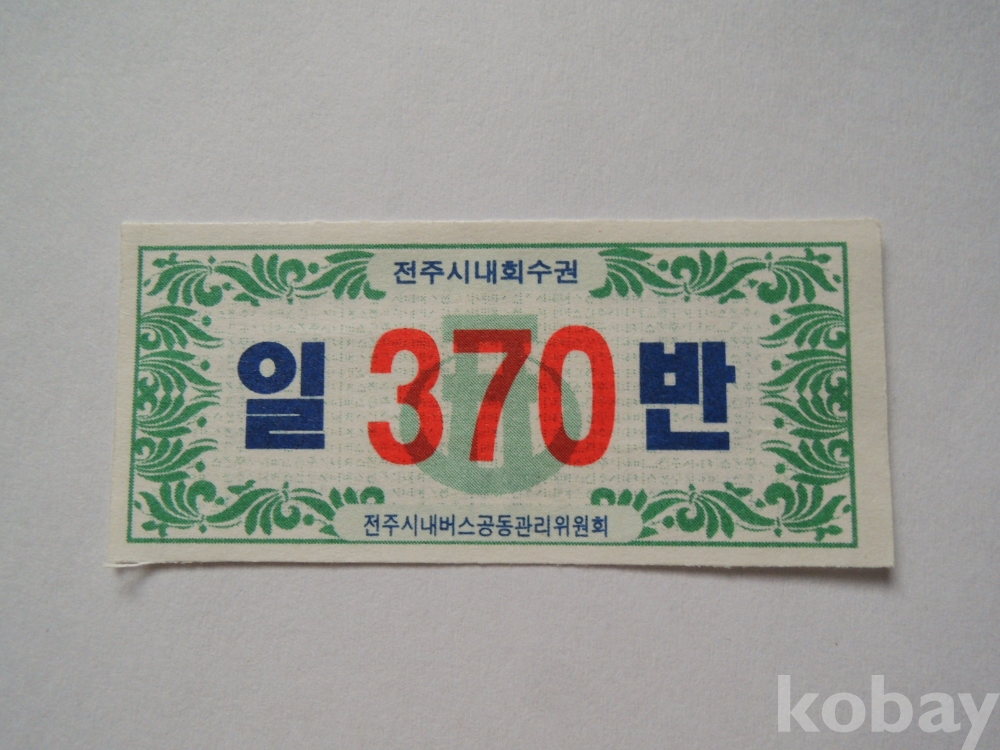 전주시내회수권
일 370 반
전주시내버스공동관리위원회
kobay